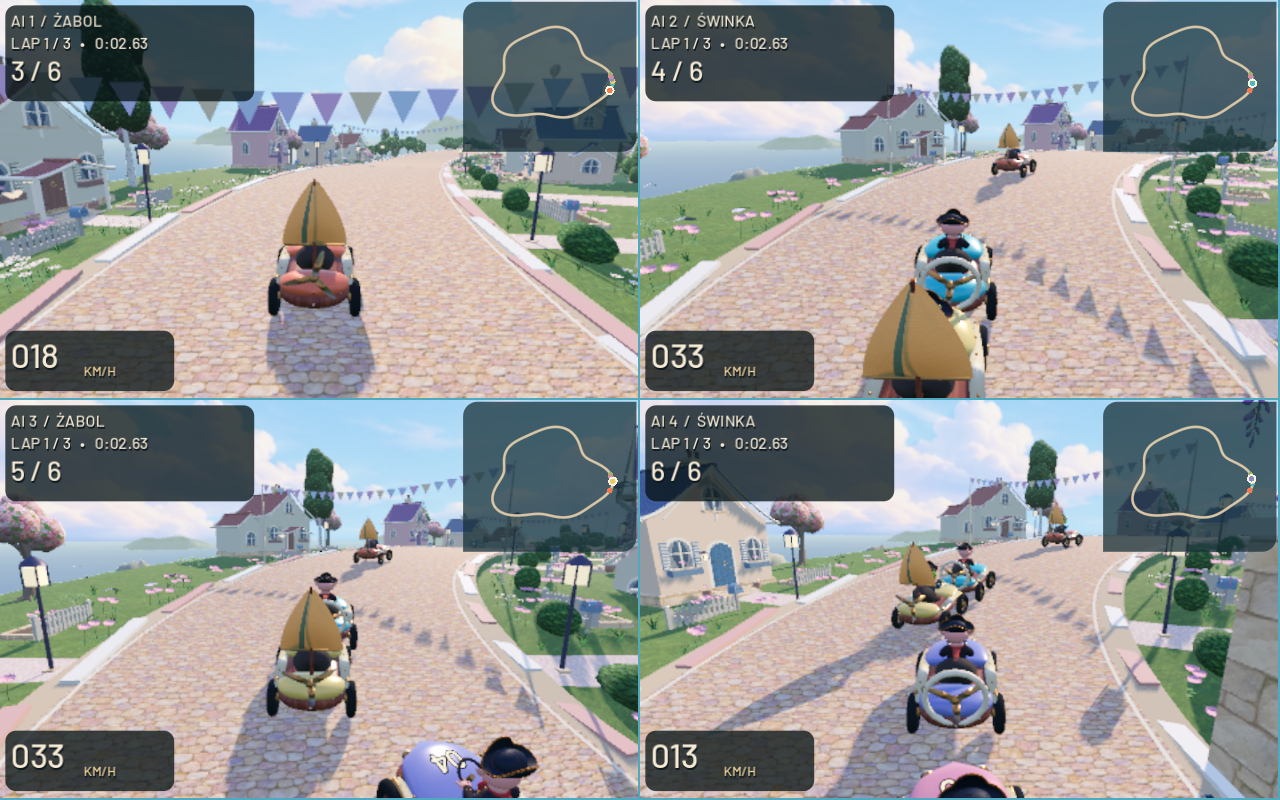 AI 1 / ŻABOL
LAP 1 / 3 • 0:02.63
3 / 6
018 KM/H
AI 2 / ŚWINKA
LAP 1 / 3 • 0:02.63
4 / 6
033 KM/H
AI 3 / ŻABOL
LAP 1 / 3 • 0:02.63
5 / 6
033 KM/H
AI 4 / ŚWINKA
LAP 1 / 3 • 0:02.63
6 / 6
013 KM/H